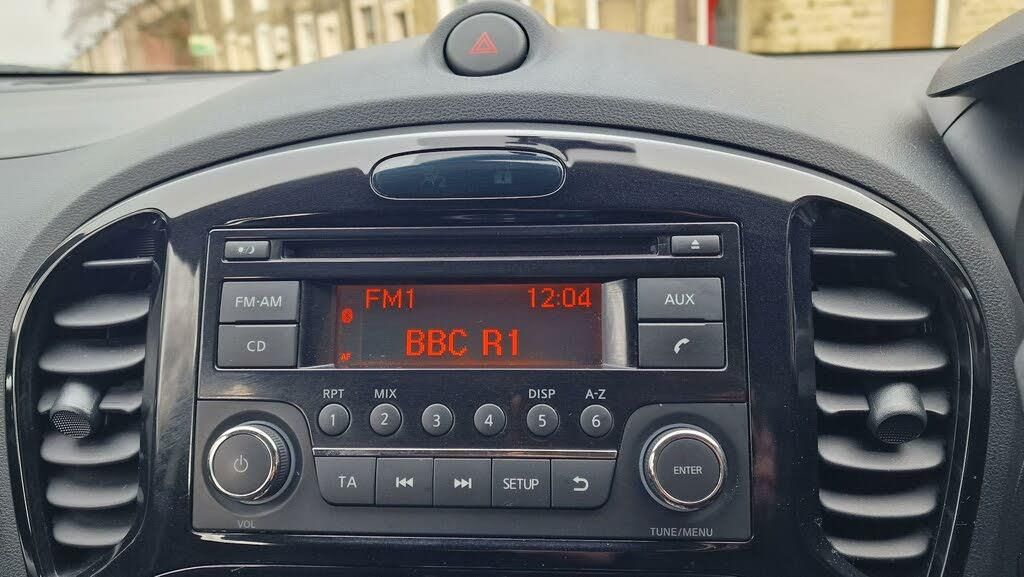 FM·AM
CD
FM1 12:04
BBC R1
AF
AUX
RPT MIX DISP A-Z
1 2 3 4 5 6
TA SETUP
ENTER
VOL
TUNE/MENU